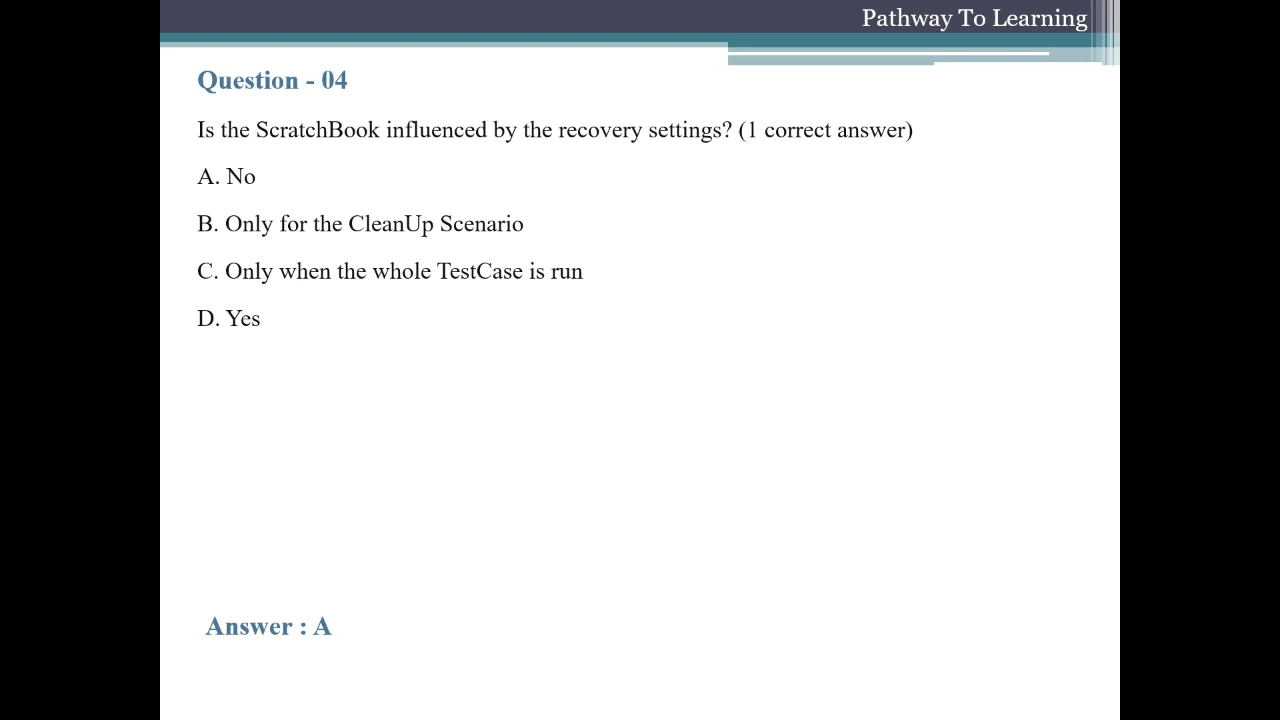 Pathway To Learning
Question - 04
Is the ScratchBook influenced by the recovery settings? (1 correct answer)
A. No
B. Only for the CleanUp Scenario
C. Only when the whole TestCase is run
D. Yes
Answer : A